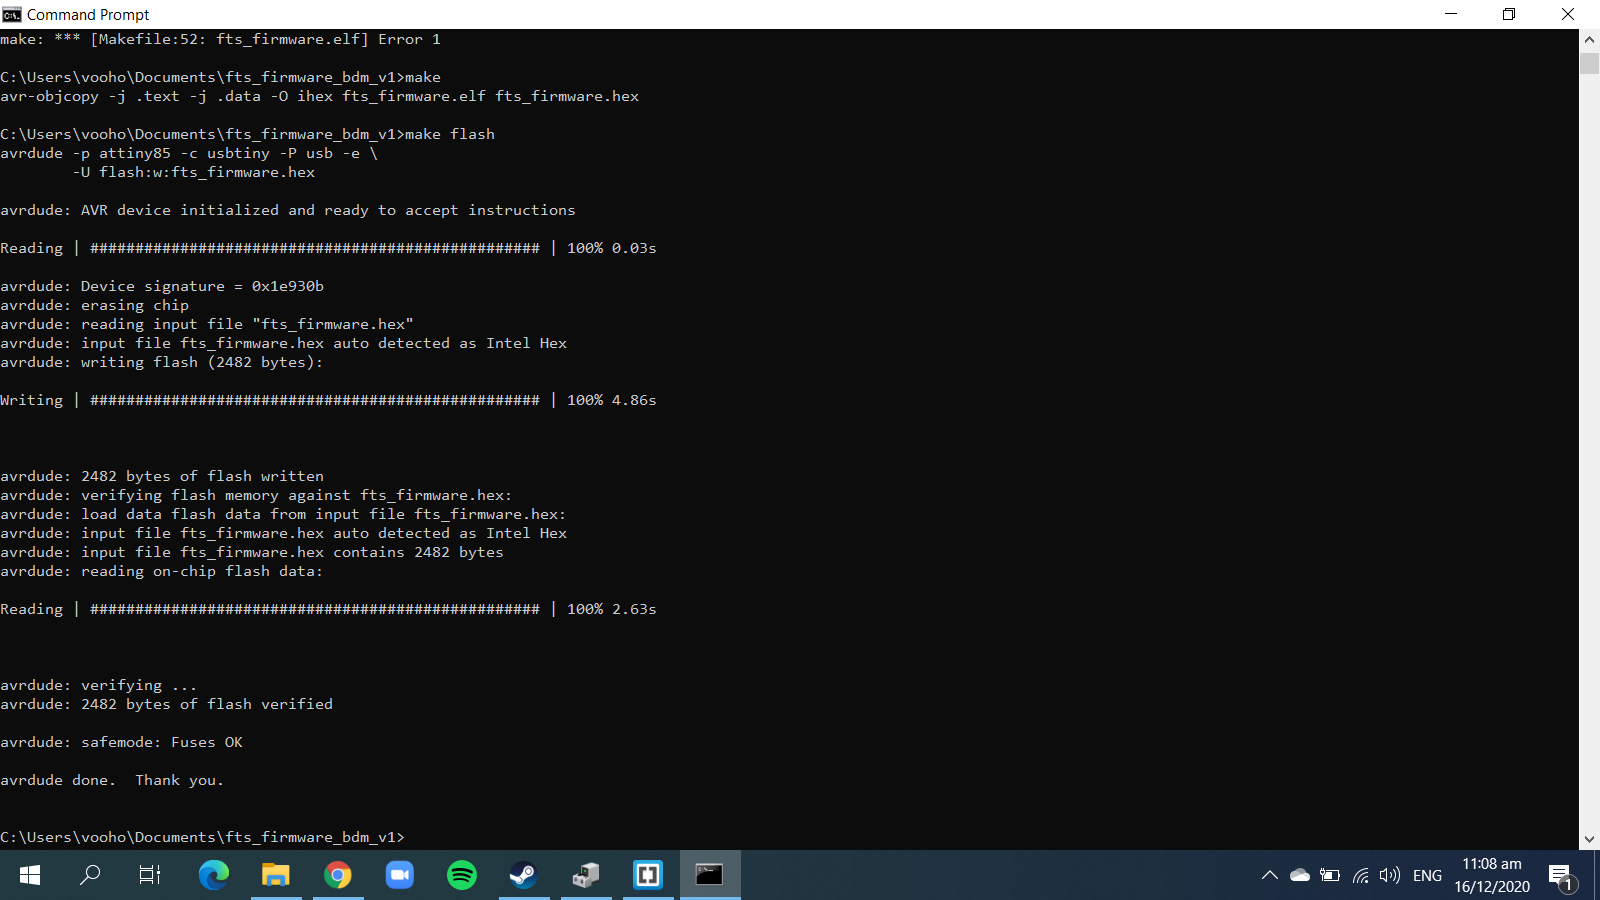 Command Prompt
make: *** [Makefile:52: fts_firmware.elf] Error 1
C:\Users\vooho\Documents\fts_firmware_bdm_v1>make
avr-objcopy -j .text -j .data -O ihex fts_firmware.elf fts_firmware.hex
C:\Users\vooho\Documents\fts_firmware_bdm_v1>make flash
avrdude -p attiny85 -c usbtiny -P usb -e \
-U flash:w:fts_firmware.hex
avrdude: AVR device initialized and ready to accept instructions
Reading | ################################################## | 100% 0.03s
avrdude: Device signature = 0x1e930b
avrdude: erasing chip
avrdude: reading input file "fts_firmware.hex"
avrdude: input file fts_firmware.hex auto detected as Intel Hex
avrdude: writing flash (2482 bytes):
Writing | ################################################## | 100% 4.86s
avrdude: 2482 bytes of flash written
avrdude: verifying flash memory against fts_firmware.hex:
avrdude: load data flash data from input file fts_firmware.hex:
avrdude: input file fts_firmware.hex auto detected as Intel Hex
avrdude: input file fts_firmware.hex contains 2482 bytes
avrdude: reading on-chip flash data:
Reading | ################################################## | 100% 2.63s
avrdude: verifying ...
avrdude: 2482 bytes of flash verified
avrdude: safemode: Fuses OK
avrdude done.  Thank you.
C:\Users\vooho\Documents\fts_firmware_bdm_v1>
ENG
11:08 am
16/12/2020
1